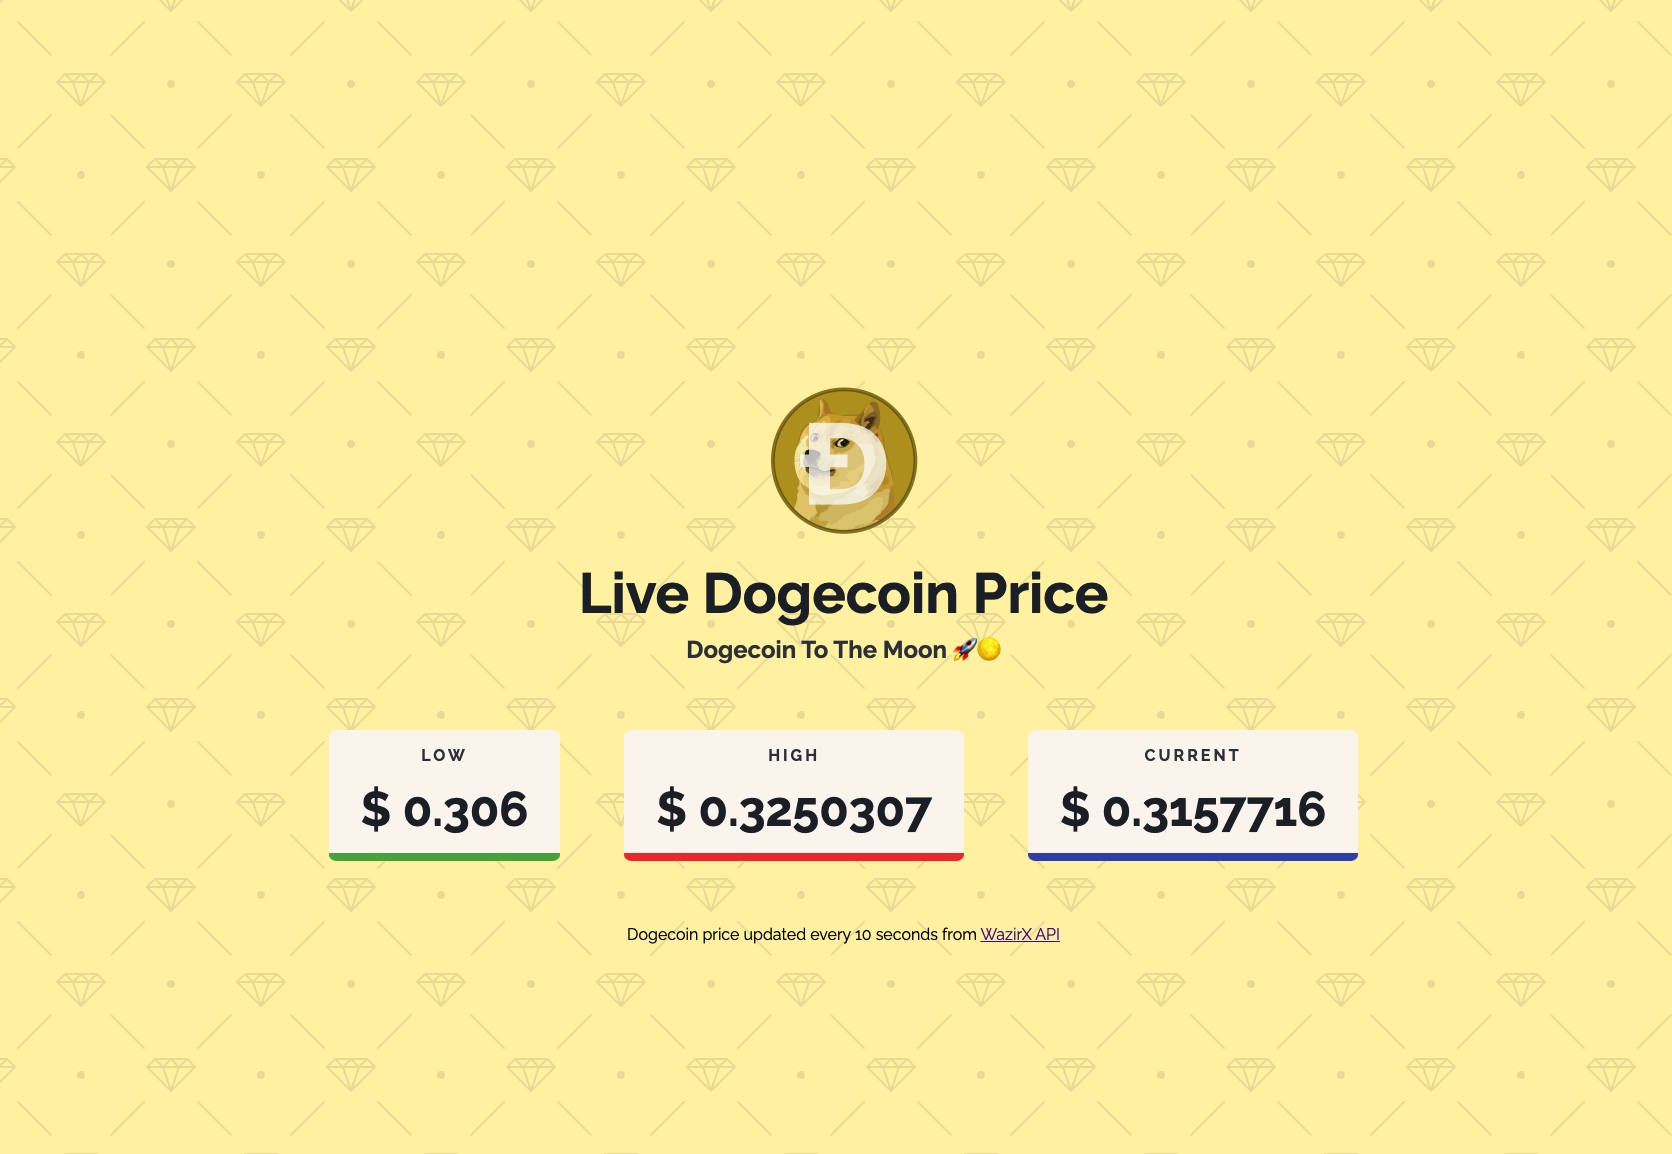 Ð
Live Dogecoin Price
Dogecoin To The Moon 🚀🌕
LOW
$ 0.306
HIGH
$ 0.3250307
CURRENT
$ 0.3157716
Dogecoin price updated every 10 seconds from WazirX API